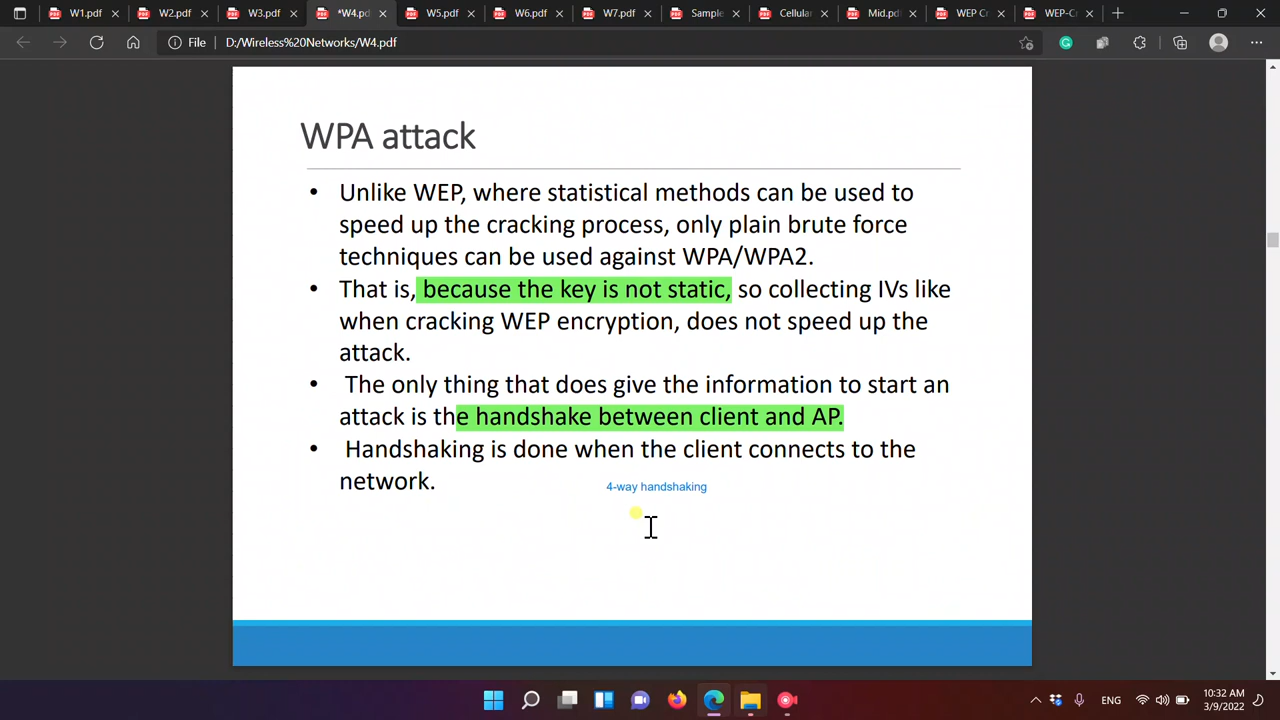 W1.pdf
W2.pdf
W3.pdf
*W4.pdf
W5.pdf
W6.pdf
W7.pdf
Sample
Cellular
Mid.pdf
WEP Cr
WEP-Cr
File
D:/Wireless%20Networks/W4.pdf
WPA attack
• Unlike WEP, where statistical methods can be used to
speed up the cracking process, only plain brute force
techniques can be used against WPA/WPA2.
• That is, because the key is not static, so collecting IVs like
when cracking WEP encryption, does not speed up the
attack.
• The only thing that does give the information to start an
attack is the handshake between client and AP.
• Handshaking is done when the client connects to the
network.
4-way handshaking
ENG
10:32 AM
3/9/2022